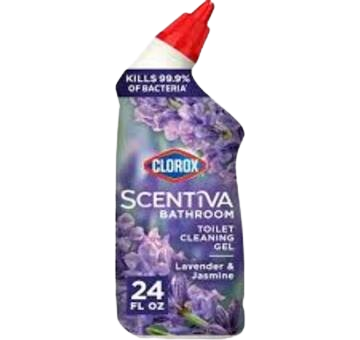 KILLS 99.9%
OF BACTERIA*
CLOROX
SCENTIVA
BATHROOM
TOILET
CLEANING
GEL
Lavender &
Jasmine
24
FL OZ